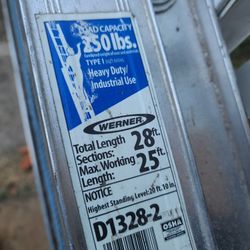 LOAD CAPACITY
250 lbs.
TYPE I
Heavy Duty/
Industrial Use
WERNER
Total Length 28 ft.
Sections:
Max. Working 25 ft.
Length:
NOTICE
Highest Standing Level: 20 ft. 10 in.
D1328-2
OSHA